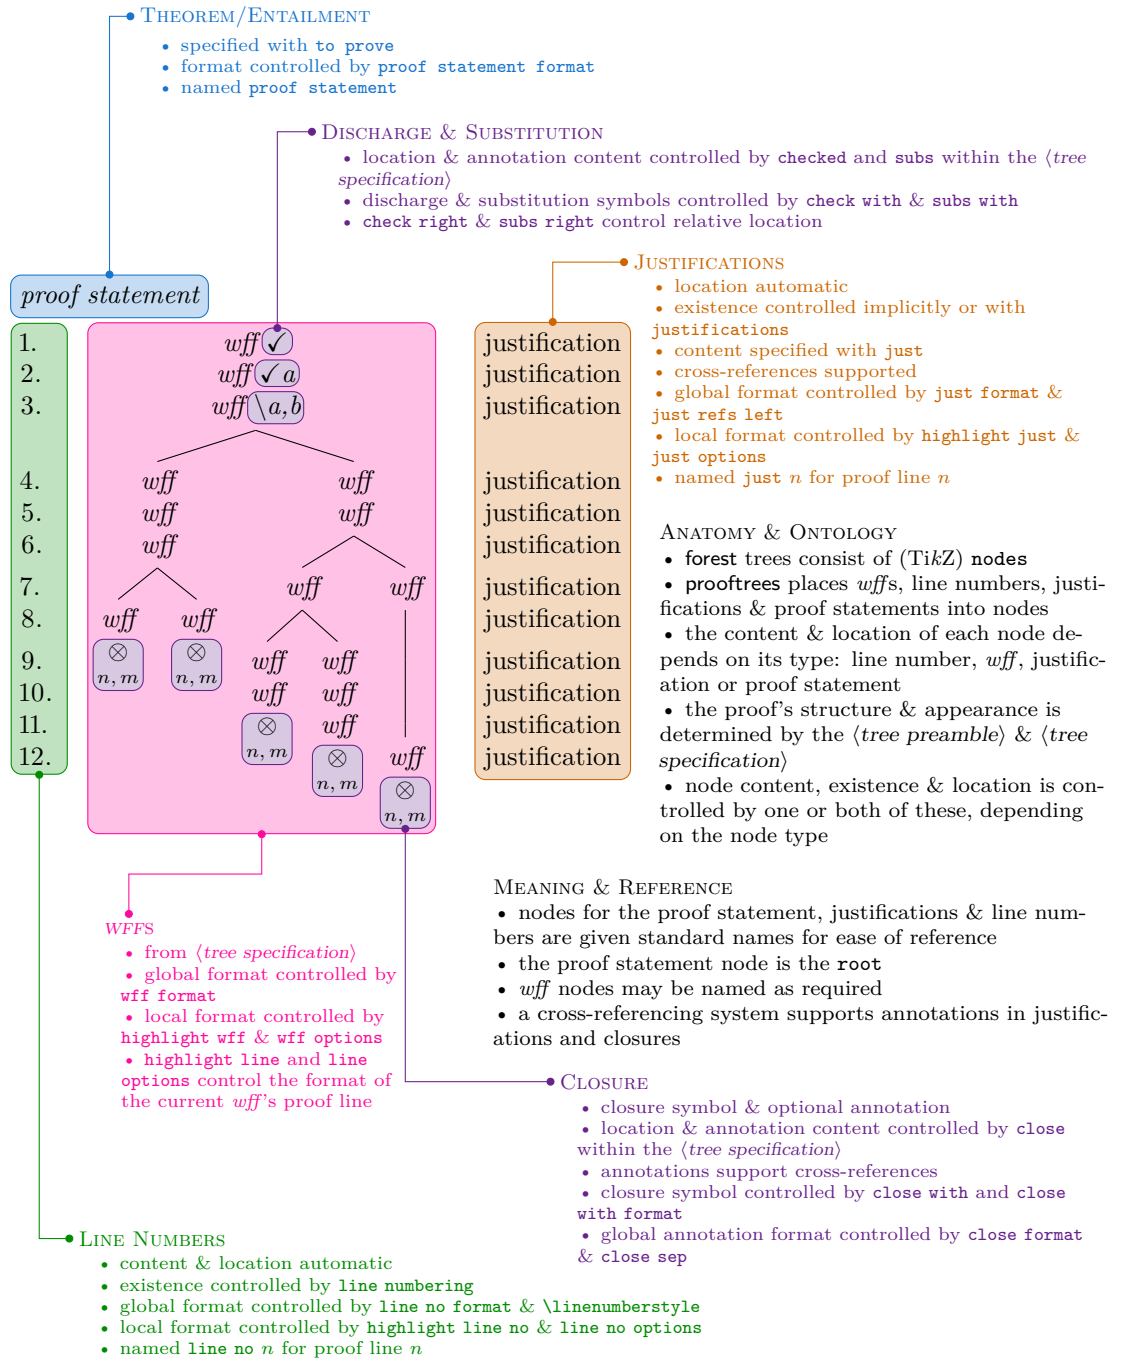 THEOREM/ENTAILMENT
• specified with to prove
• format controlled by proof statement format
• named proof statement
DISCHARGE & SUBSTITUTION
• location & annotation content controlled by checked and subs within the ⟨tree
specification⟩
• discharge & substitution symbols controlled by check with & subs with
• check right & subs right control relative location
JUSTIFICATIONS
• location automatic
• existence controlled implicitly or with
justifications
• content specified with just
• cross-references supported
• global format controlled by just format &
just refs left
• local format controlled by highlight just &
just options
• named just n for proof line n
proof statement
1. wff ✓ justification
2. wff ✓ a justification
3. wff \a,b justification
4. wff wff justification
5. wff wff justification
6. wff justification
7. wff wff justification
8. wff wff justification
⊗ ⊗
n, m n, m
9. wff wff justification
10. wff wff justification
11. wff justification
⊗
n, m
12. wff justification
⊗
n, m
⊗
n, m
ANATOMY & ONTOLOGY
• forest trees consist of (TikZ) nodes
• prooftrees places wffs, line numbers, justi-
fications & proof statements into nodes
• the content & location of each node de-
pends on its type: line number, wff, justific-
ation or proof statement
• the proof's structure & appearance is
determined by the ⟨tree preamble⟩ & ⟨tree
specification⟩
• node content, existence & location is con-
trolled by one or both of these, depending
on the node type
MEANING & REFERENCE
• nodes for the proof statement, justifications & line num-
bers are given standard names for ease of reference
• the proof statement node is the root
• wff nodes may be named as required
• a cross-referencing system supports annotations in justific-
ations and closures
WFFS
• from ⟨tree specification⟩
• global format controlled by
wff format
• local format controlled by
highlight wff & wff options
• highlight line and line
options control the format of
the current wff's proof line
CLOSURE
• closure symbol & optional annotation
• location & annotation content controlled by close
within the ⟨tree specification⟩
• annotations support cross-references
• closure symbol controlled by close with and close
with format
• global annotation format controlled by close format
& close sep
LINE NUMBERS
• content & location automatic
• existence controlled by line numbering
• global format controlled by line no format & \linenumberstyle
• local format controlled by highlight line no & line no options
• named line no n for proof line n